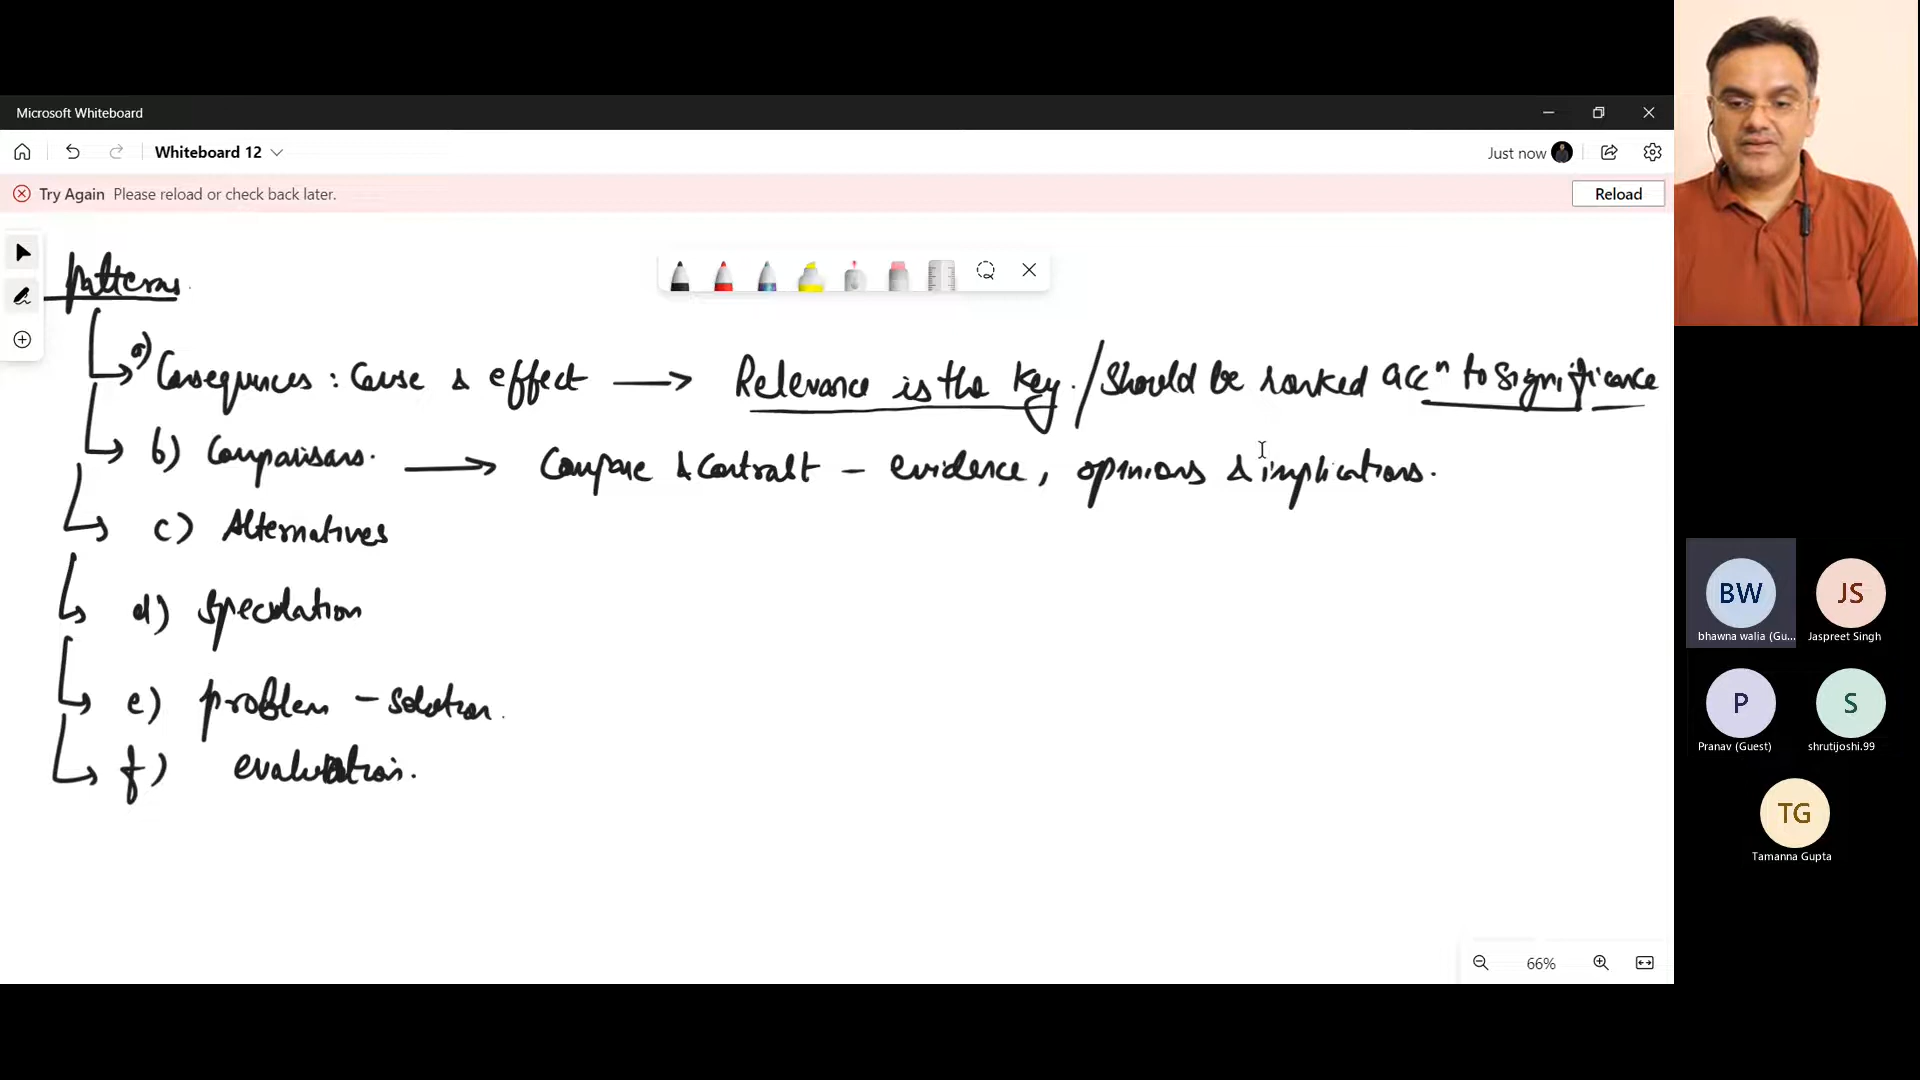 Microsoft Whiteboard
Whiteboard 12
Just now
Try Again Please reload or check back later.
Reload
patterns
a) Consequences : Cause & effect → Relevance is the key. / Should be ranked accn to significance
b) Comparisons. → Compare & Contrast – evidence, opinions & implications.
c) Alternatives
d) Speculation
e) problem – solution.
f) evaluation.
66%
BW
JS
bhawna walia (Gu...
Jaspreet Singh
P
S
Pranav (Guest)
shrutijoshi.99
TG
Tamanna Gupta